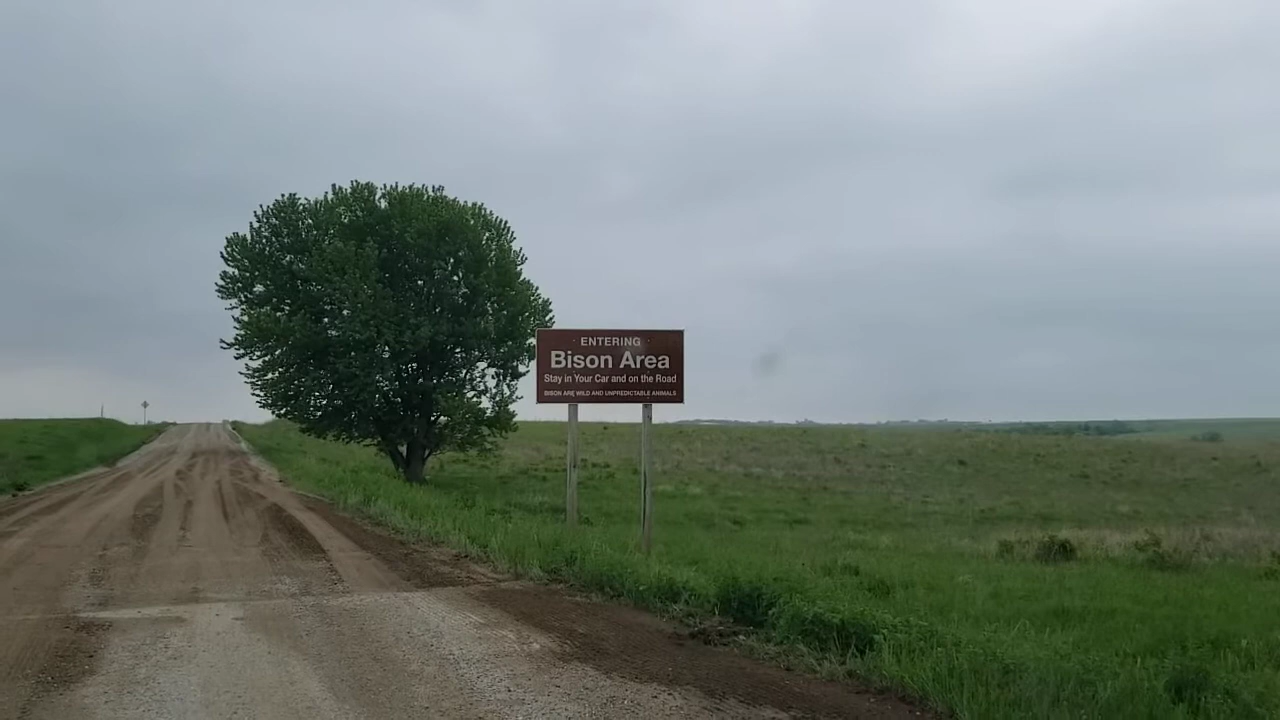 ENTERING
Bison Area
Stay in Your Car and on the Road
BISON ARE WILD AND UNPREDICTABLE ANIMALS